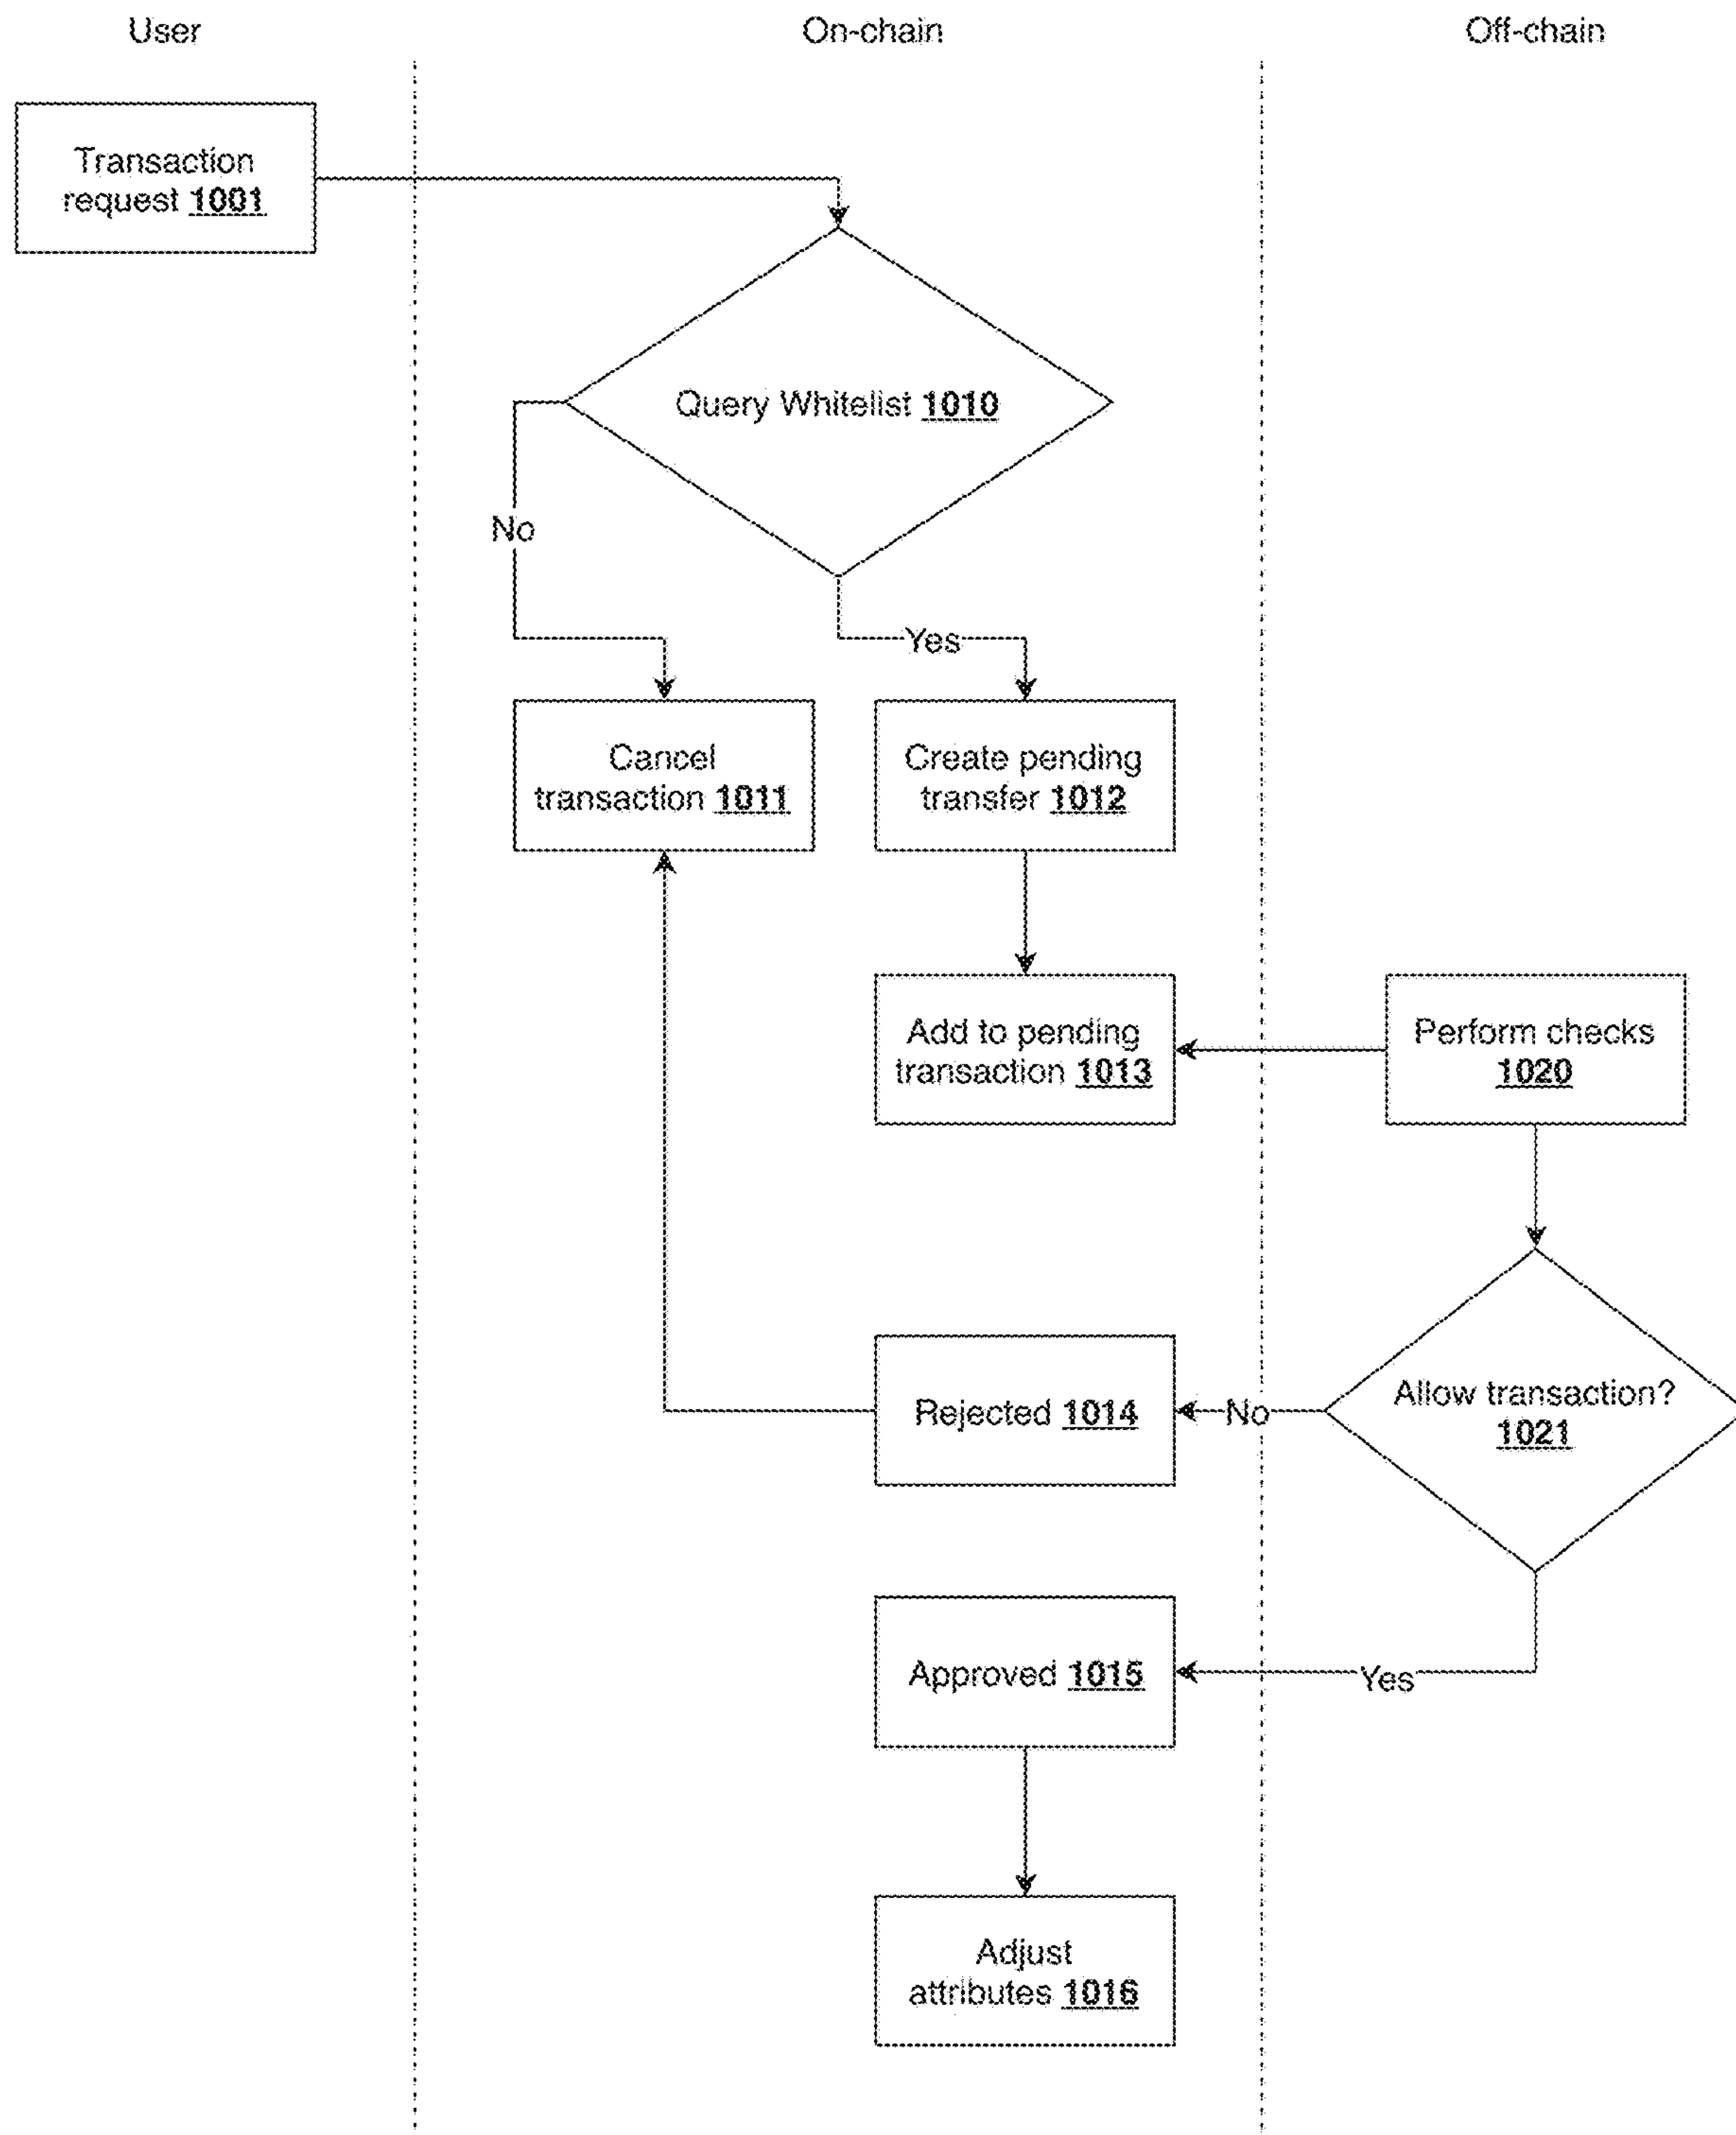 User
On-chain
Off-chain
Transaction
request 1001
Query Whitelist 1010
No
Yes
Cancel
transaction 1011
Create pending
transfer 1012
Add to pending
transaction 1013
Perform checks
1020
Allow transaction?
1021
No
Rejected 1014
Yes
Approved 1015
Adjust
attributes 1016